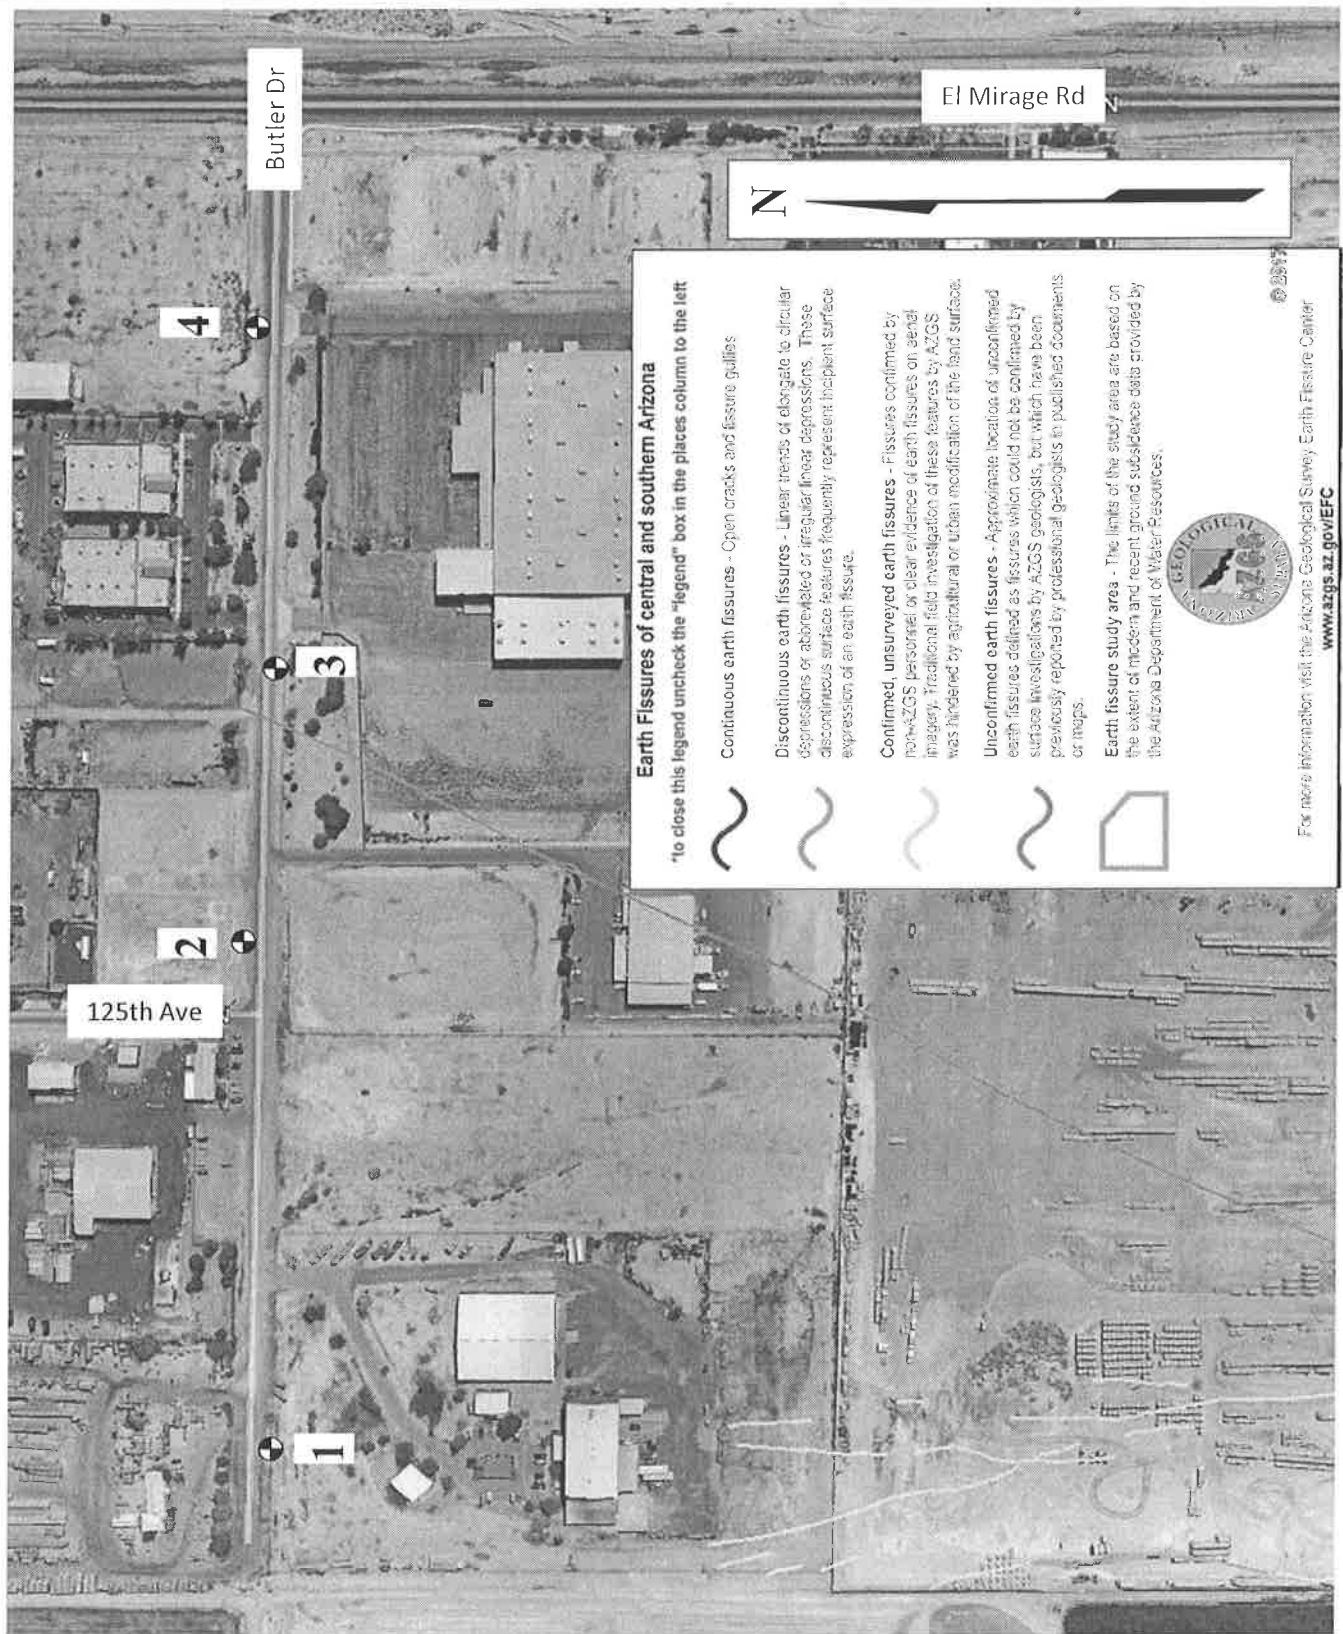 Butler Dr
El Mirage Rd
N
4
3
2
125th Ave
1
Earth Fissures of central and southern Arizona
*to close this legend uncheck the "legend" box in the places column to the left
Continuous earth fissures - Open cracks and fissure gullies
Discontinuous earth fissures - Linear trends of elongate to circular
depressions or abbreviated or irregular linear depressions. These
discontinuous surface features frequently represent incipient surface
expression of an earth fissure.
Confirmed, unsurveyed earth fissures - Fissures confirmed by
non-AZGS personnel or clear evidence of earth fissures on aerial
imagery. Traditional field investigation of these features by AZGS
was hindered by agricultural or urban modification of the land surface.
Unconfirmed earth fissures - Approximate location of unconfirmed
earth fissures defined as fissures which could not be confirmed by
surface investigations by AZGS geologists, but which have been
previously reported by professional geologists in published documents
or maps.
Earth fissure study area - The limits of the study area are based on
the extent of modern and recent ground subsidence data provided by
the Arizona Department of Water Resources.
ARIZONA GEOLOGICAL SURVEY
AZGS
For more information visit the Arizona Geological Survey Earth Fissure Center
www.azgs.az.gov/EFC